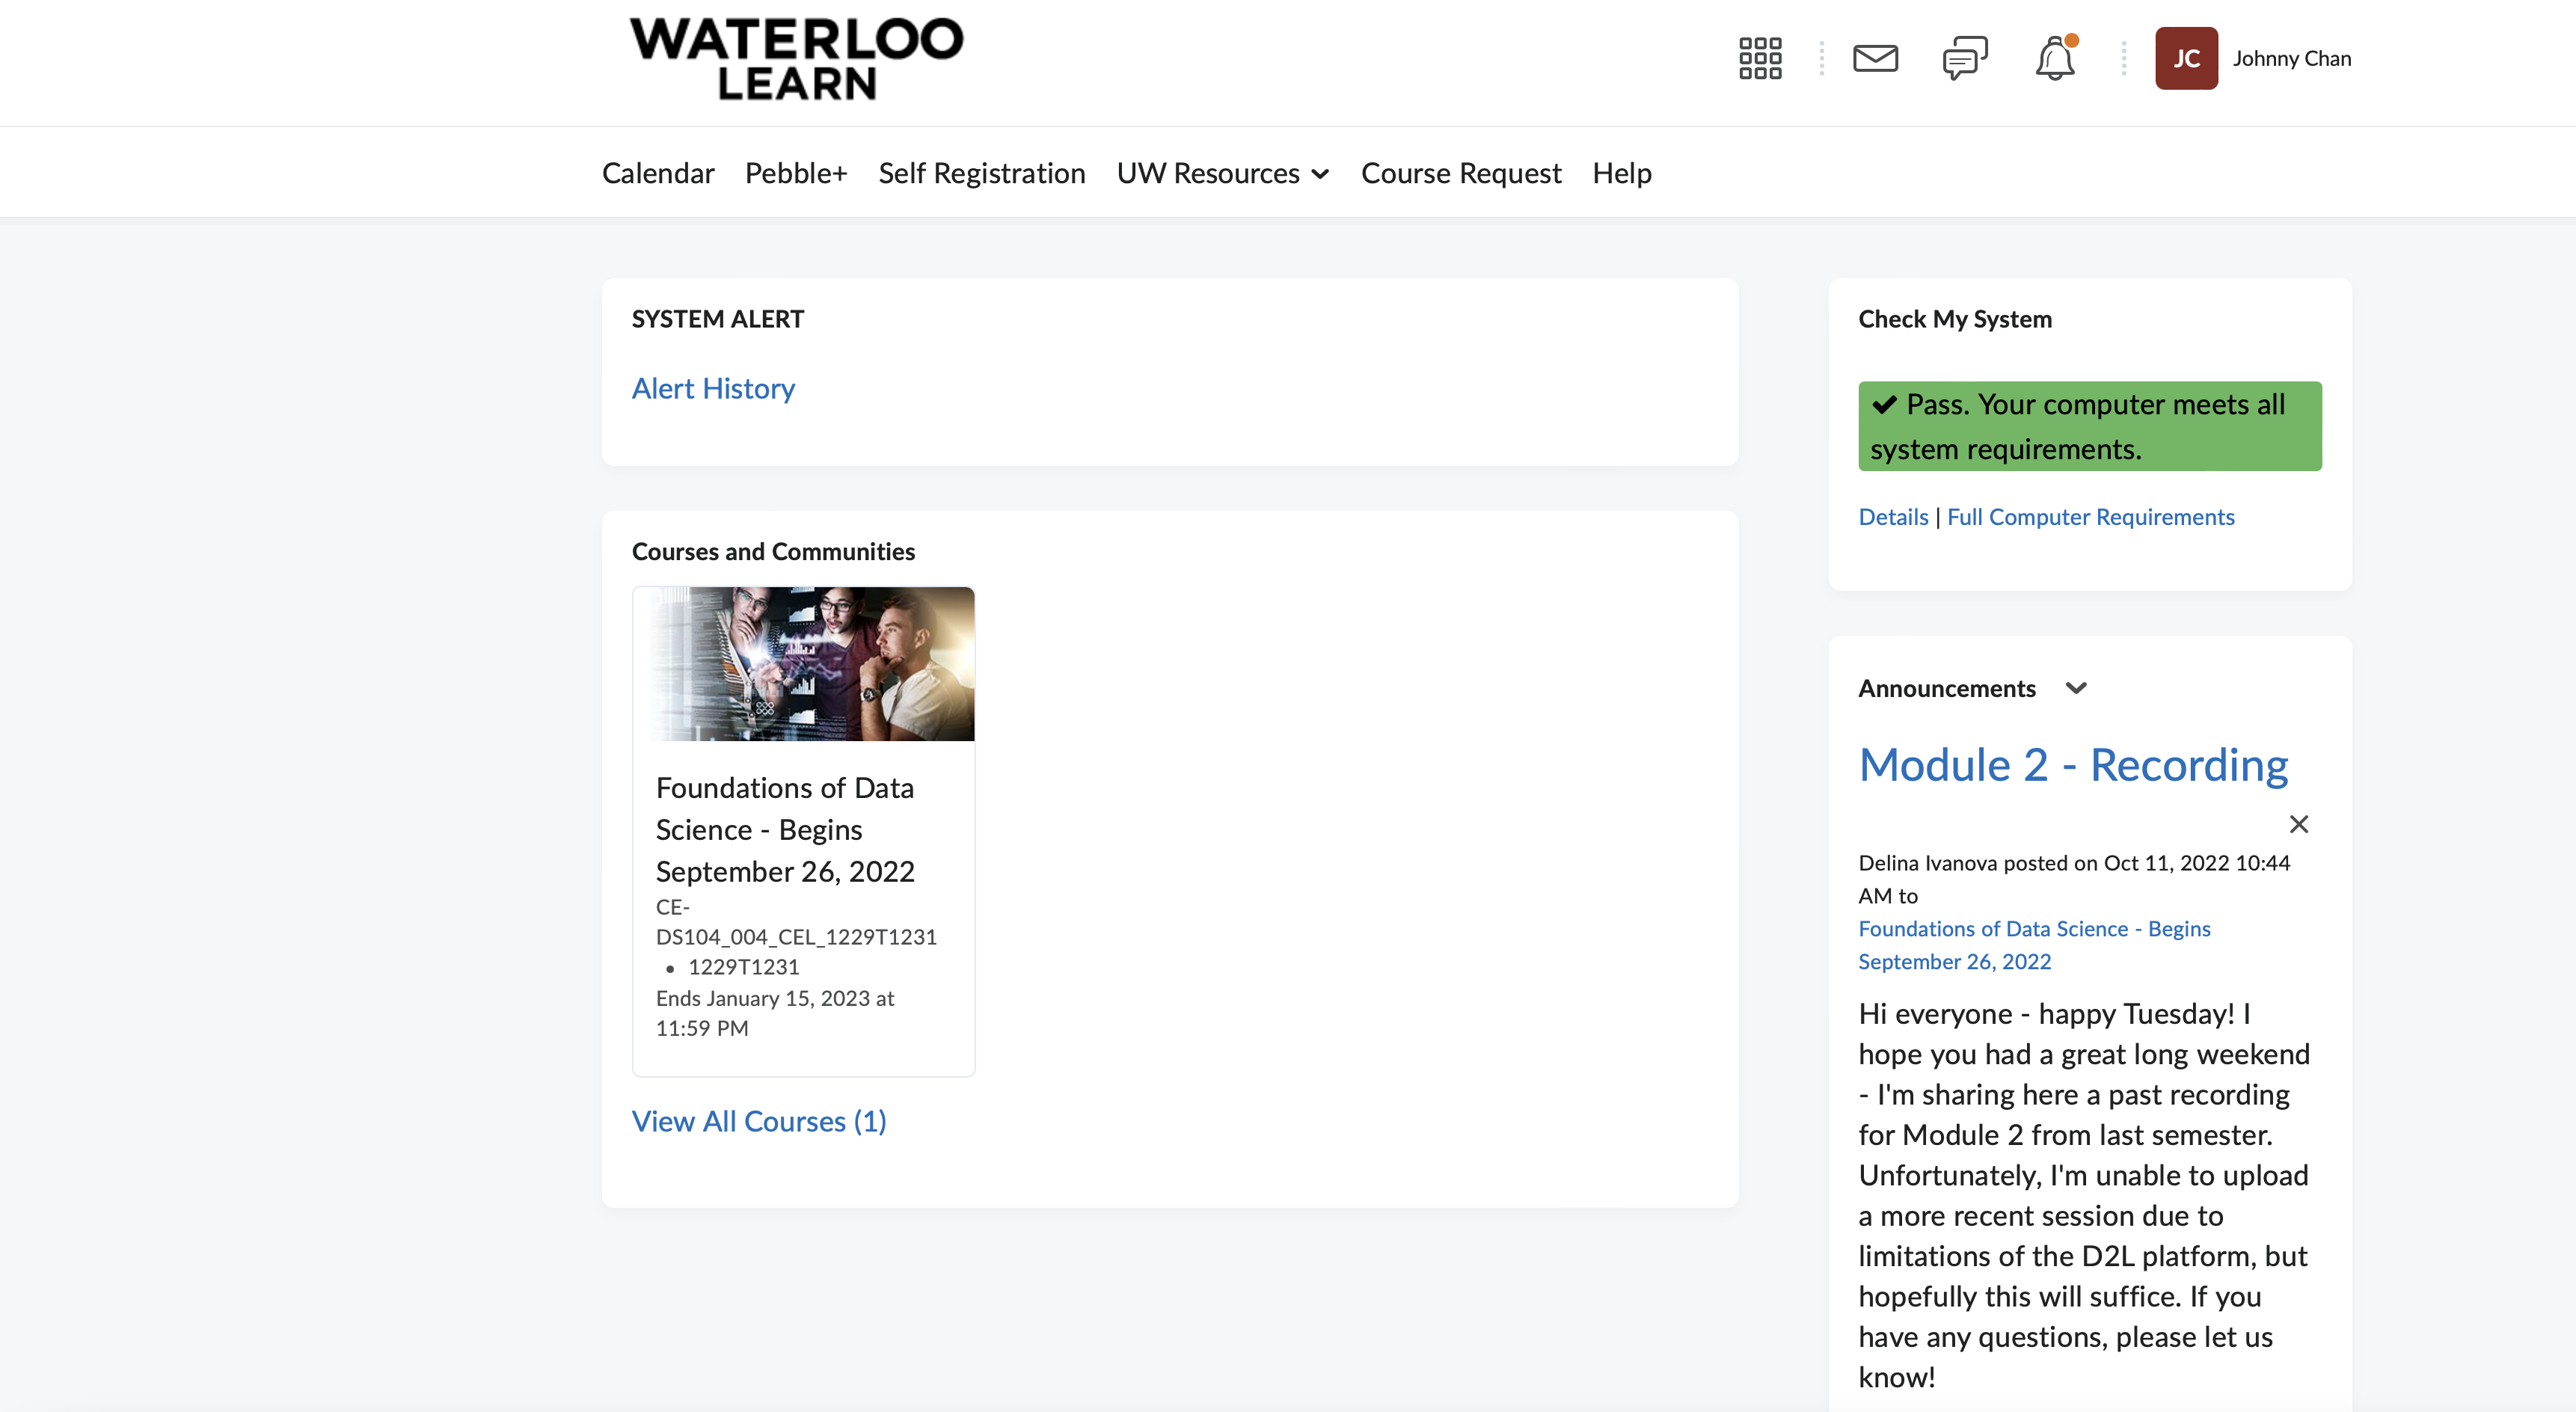 WATERLOO
LEARN
JC
Johnny Chan
Calendar
Pebble+
Self Registration
UW Resources
Course Request
Help
SYSTEM ALERT
Alert History
Courses and Communities
Foundations of Data
Science - Begins
September 26, 2022
CE-
DS104_004_CEL_1229T1231
• 1229T1231
Ends January 15, 2023 at
11:59 PM
View All Courses (1)
Check My System
✔ Pass. Your computer meets all
system requirements.
Details | Full Computer Requirements
Announcements
Module 2 - Recording
Delina Ivanova posted on Oct 11, 2022 10:44
AM to
Foundations of Data Science - Begins
September 26, 2022
Hi everyone - happy Tuesday! I
hope you had a great long weekend
- I'm sharing here a past recording
for Module 2 from last semester.
Unfortunately, I'm unable to upload
a more recent session due to
limitations of the D2L platform, but
hopefully this will suffice. If you
have any questions, please let us
know!